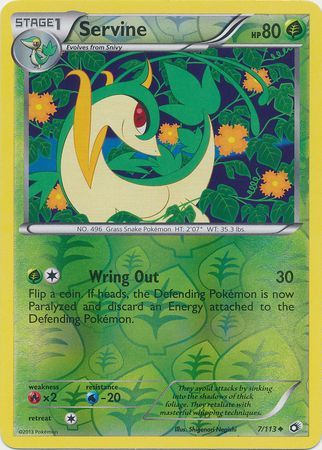 STAGE1
Servine
HP 80
Evolves from Snivy
NO. 496 Grass Snake Pokémon HT: 2'07" WT: 35.3 lbs.
Wring Out 30
Flip a coin. If heads, the Defending Pokémon is now
Paralyzed and discard an Energy attached to
the Defending Pokémon.
weakness
×2
resistance
-20
retreat
They avoid attacks by sinking
into the shadows of thick
foliage. They retaliate with
masterful whipping techniques.
©2013 Pokémon
Illus. Shigenori Negishi
7/113